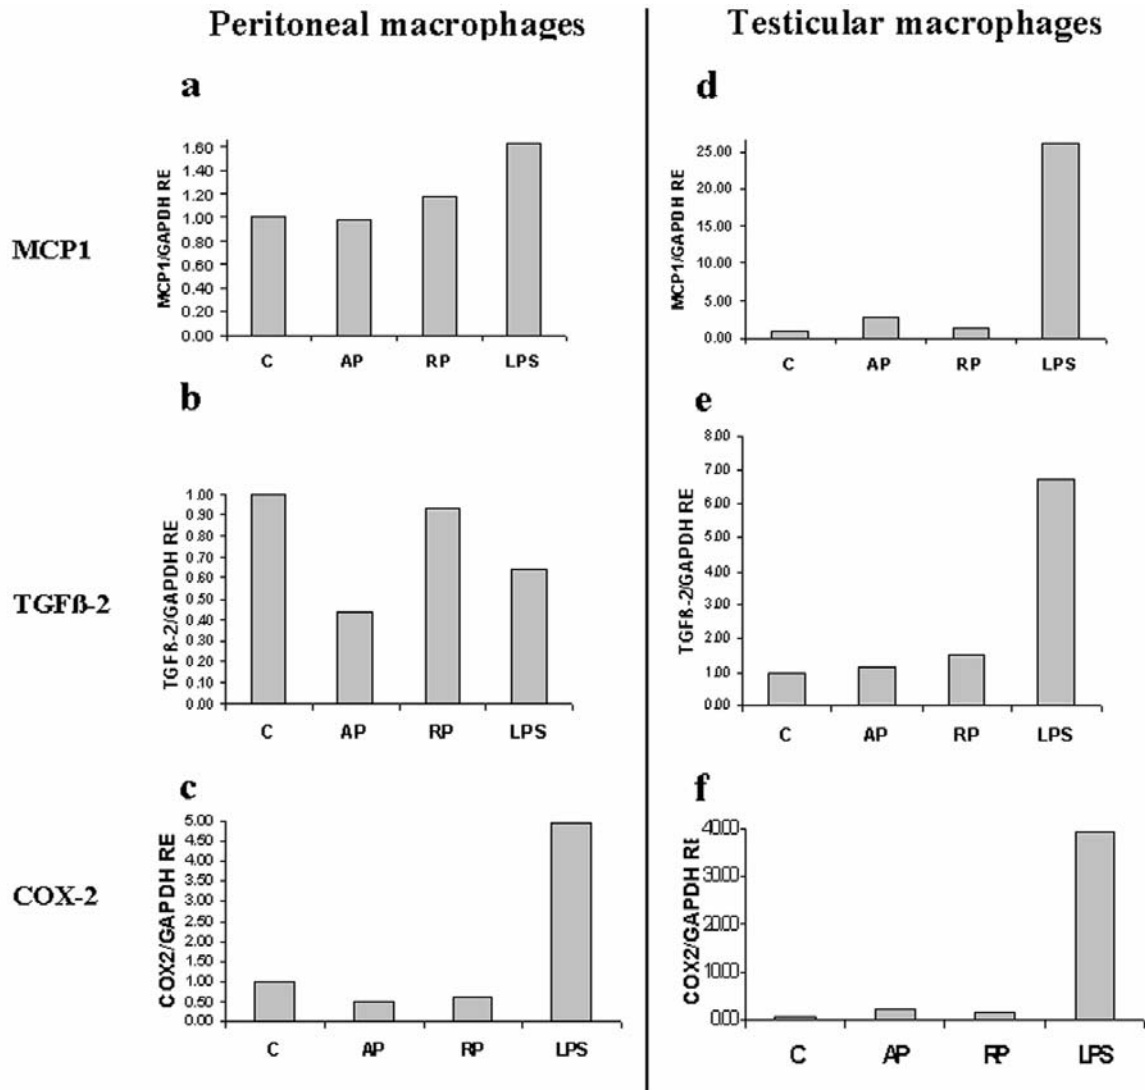 Peritoneal macrophages
Testicular macrophages
MCP1
a
MCP1/GAPDH RE
1.60
1.40
1.20
1.00
0.80
0.60
0.40
0.20
0.00
C AP RP LPS
d
MCP1/GAPDH RE
25.00
20.00
15.00
10.00
5.00
0.00
C AP RP LPS
TGFß-2
b
TGFß-2/GAPDH RE
1.00
0.90
0.80
0.70
0.60
0.50
0.40
0.30
0.20
0.10
0.00
C AP RP LPS
e
TGFß-2/GAPDH RE
8.00
7.00
6.00
5.00
4.00
3.00
2.00
1.00
0.00
C AP RP LPS
COX-2
c
COX2/GAPDH RE
5.00
4.50
4.00
3.50
3.00
2.50
2.00
1.50
1.00
0.50
0.00
C AP RP LPS
f
COX2/GAPDH RE
40.00
30.00
20.00
10.00
0.00
C AP RP LPS